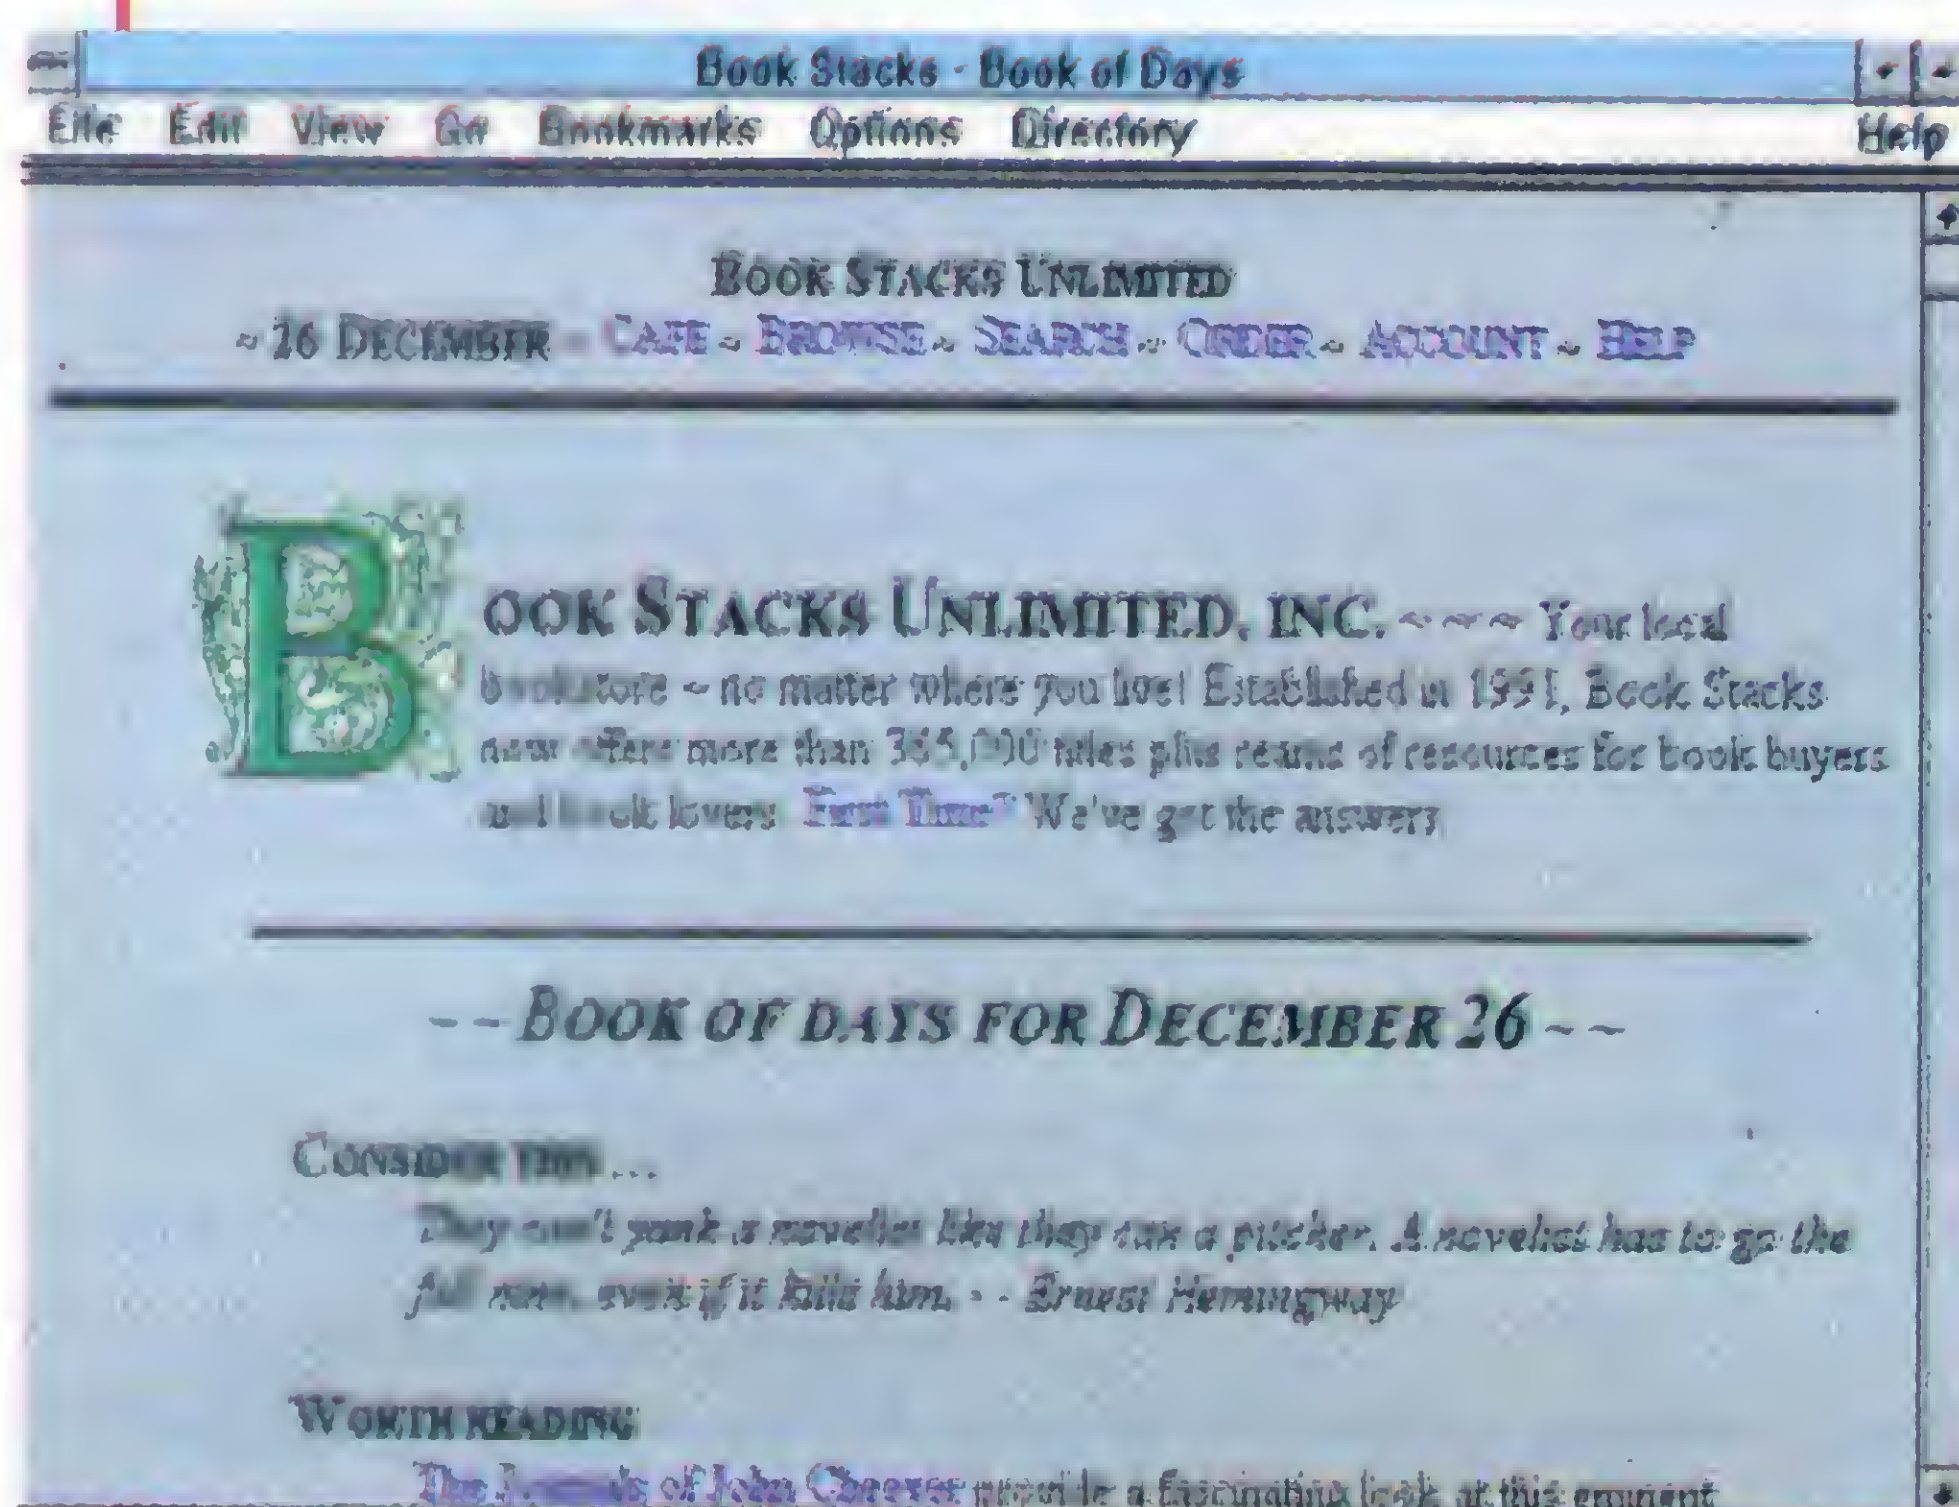 Book Stacks - Book of Days
File Edit View Go Bookmarks Options Directory Help
BOOK STACKS UNLIMITED
~ 26 DECEMBER ~ CAFE ~ BROWSE ~ SEARCH ~ ORDER ~ ACCOUNT ~ HELP
BOOK STACKS UNLIMITED, INC. ~ ~ ~ Your local
bookstore ~ no matter where you live! Established in 1991, Book Stacks
now offers more than titles plus reams of resources for book buyers
and book lovers. First Time? We've got the answers
~ ~ BOOK OF DAYS FOR DECEMBER 26 ~ ~
CONSIDER THIS ...
They can't yank a novelist like they can a pitcher. A novelist has to go the
full nine, even if it kills him. - - Ernest Hemingway
WORTH READING
The Journals of John Cheever provide a fascinating look at this eminent